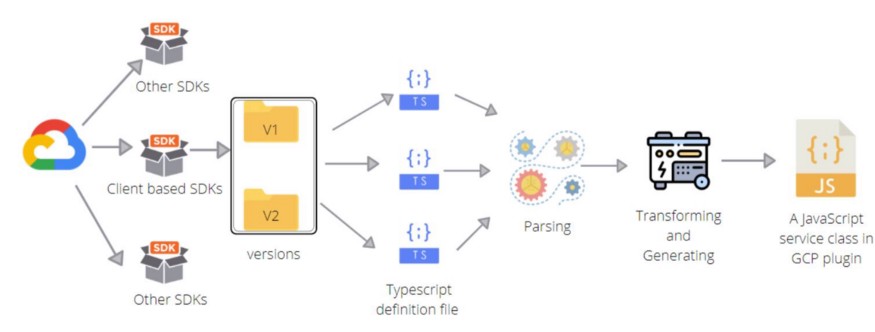 SDK
Other SDKs
SDK
Client based SDKs
SDK
Other SDKs
V1
V2
versions
{;}
TS
{;}
TS
{;}
TS
Typescript
definition file
Parsing
Transforming
and
Generating
{;}
JS
A JavaScript
service class in
GCP plugin